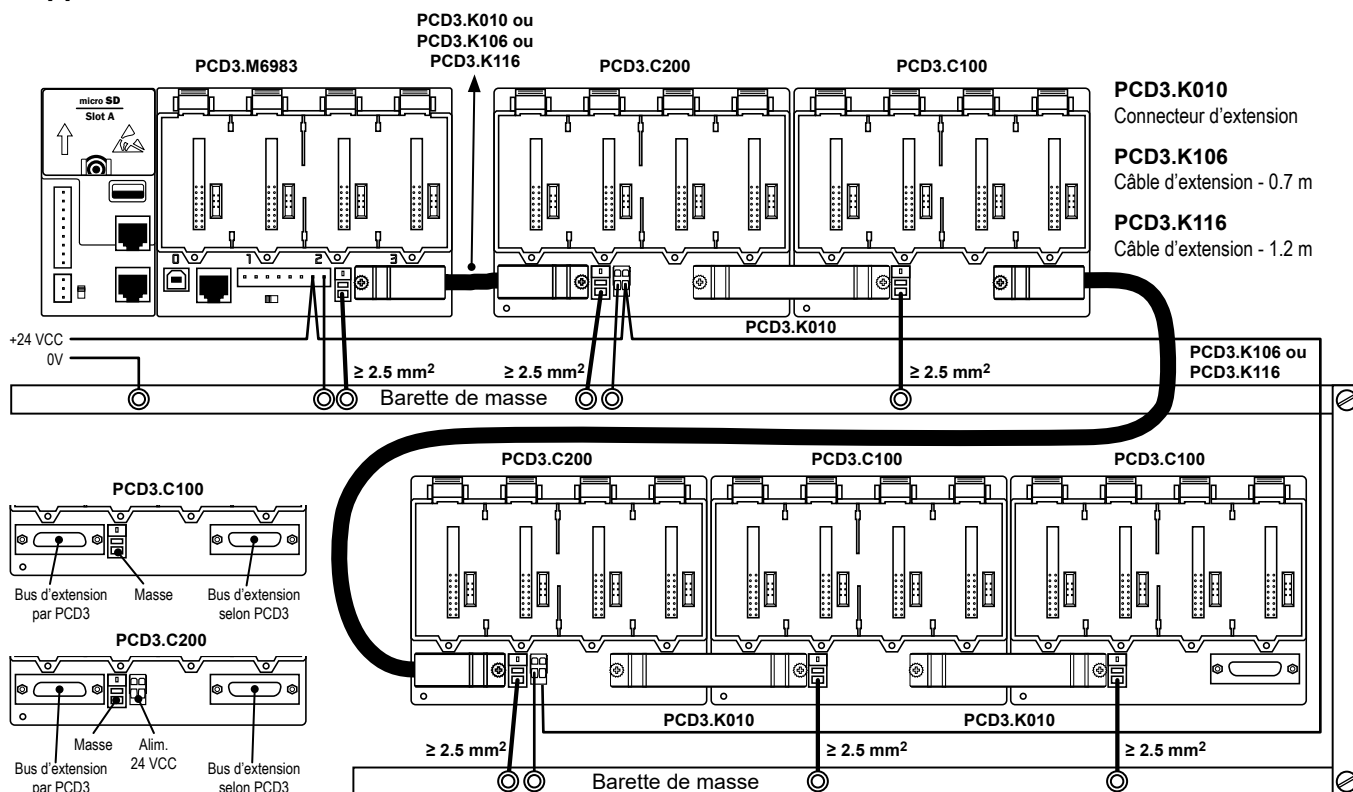 PCD3.K010 ou
PCD3.K106 ou
PCD3.K116
PCD3.M6983
PCD3.C200
PCD3.C100
micro SD
Slot A
PCD3.K010
Connecteur d'extension
PCD3.K106
Câble d'extension - 0.7 m
PCD3.K116
Câble d'extension - 1.2 m
0
1
2
3
PCD3.K010
+24 VCC
0V
≥ 2.5 mm²
≥ 2.5 mm²
≥ 2.5 mm²
PCD3.K106 ou
PCD3.K116
Barette de masse
PCD3.C200
PCD3.C100
PCD3.C100
PCD3.C100
Bus d'extension
par PCD3
Masse
Bus d'extension
selon PCD3
PCD3.C200
Masse
Alim.
24 VCC
Bus d'extension
par PCD3
Bus d'extension
selon PCD3
PCD3.K010
PCD3.K010
≥ 2.5 mm²
≥ 2.5 mm²
≥ 2.5 mm²
Barette de masse